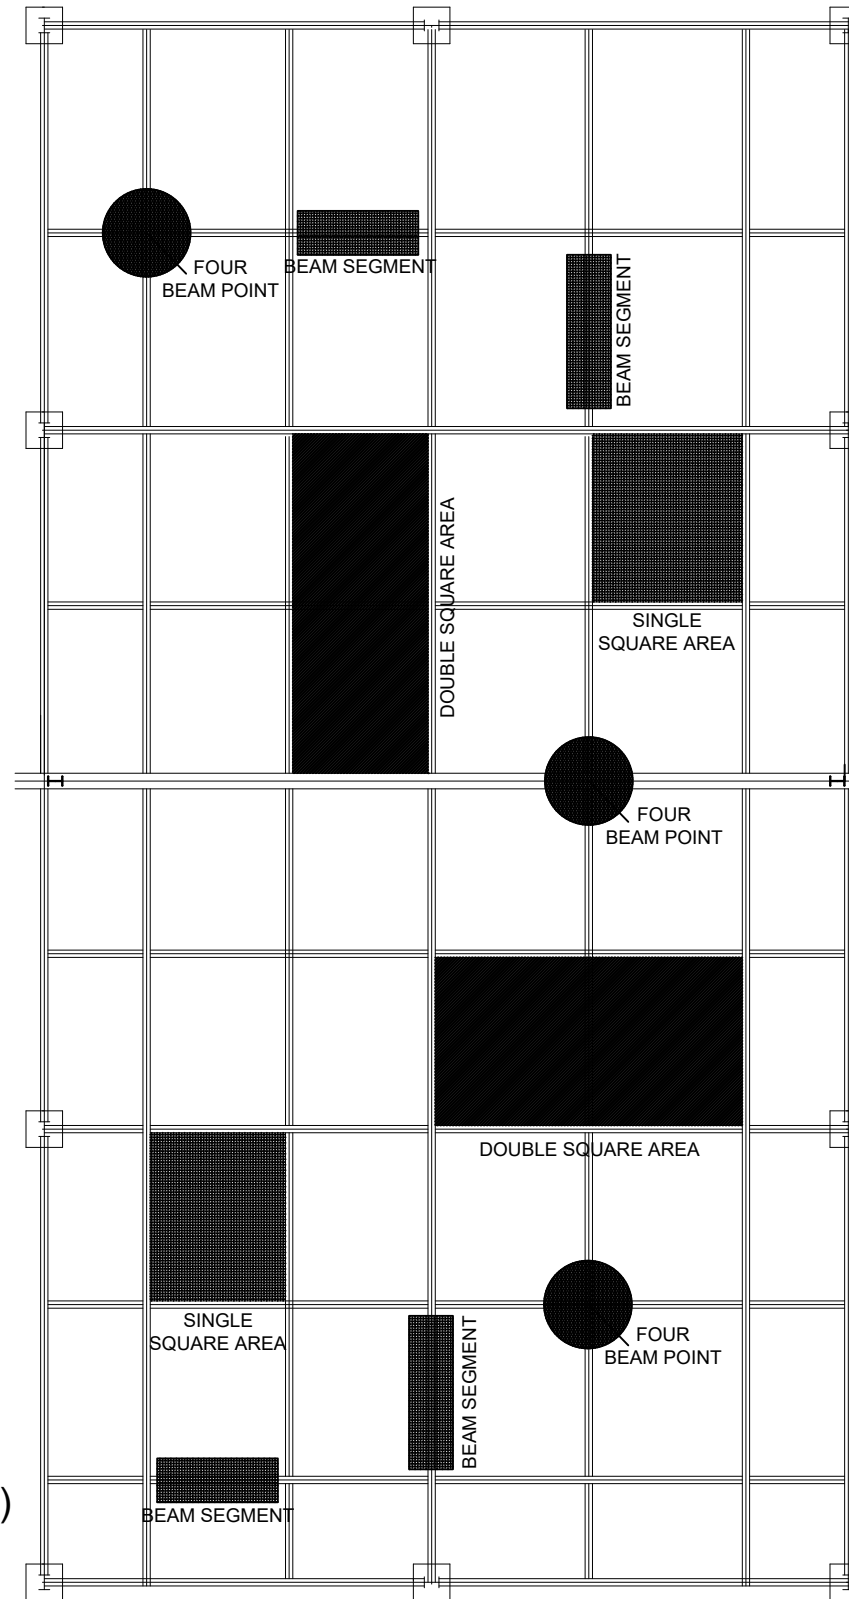 FOUR
BEAM POINT
BEAM SEGMENT
BEAM SEGMENT
DOUBLE SQUARE AREA
SINGLE
SQUARE AREA
FOUR
BEAM POINT
DOUBLE SQUARE AREA
SINGLE
SQUARE AREA
FOUR
BEAM POINT
BEAM SEGMENT
BEAM SEGMENT
)